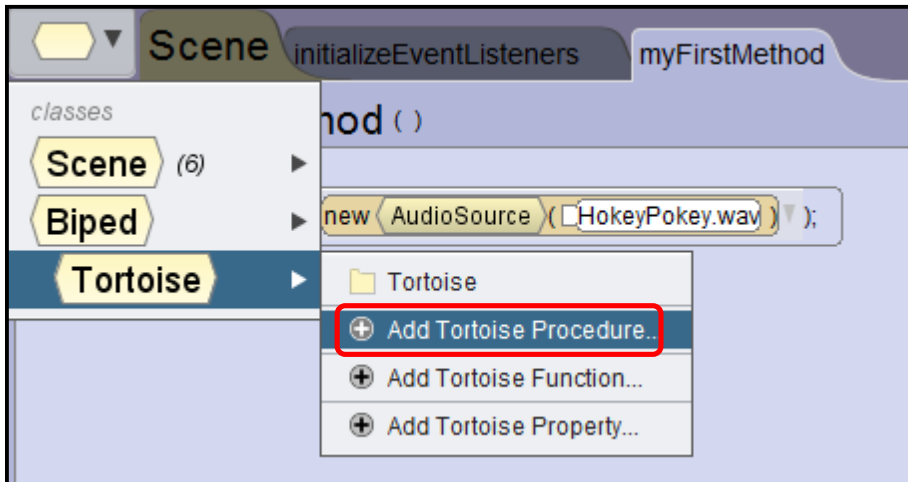 Scene initializeEventListeners myFirstMethod
classes
Scene (6)
Biped
Tortoise
hod ( )
new AudioSource ( HokeyPokey.wav ) );
Tortoise
Add Tortoise Procedure...
Add Tortoise Function...
Add Tortoise Property...